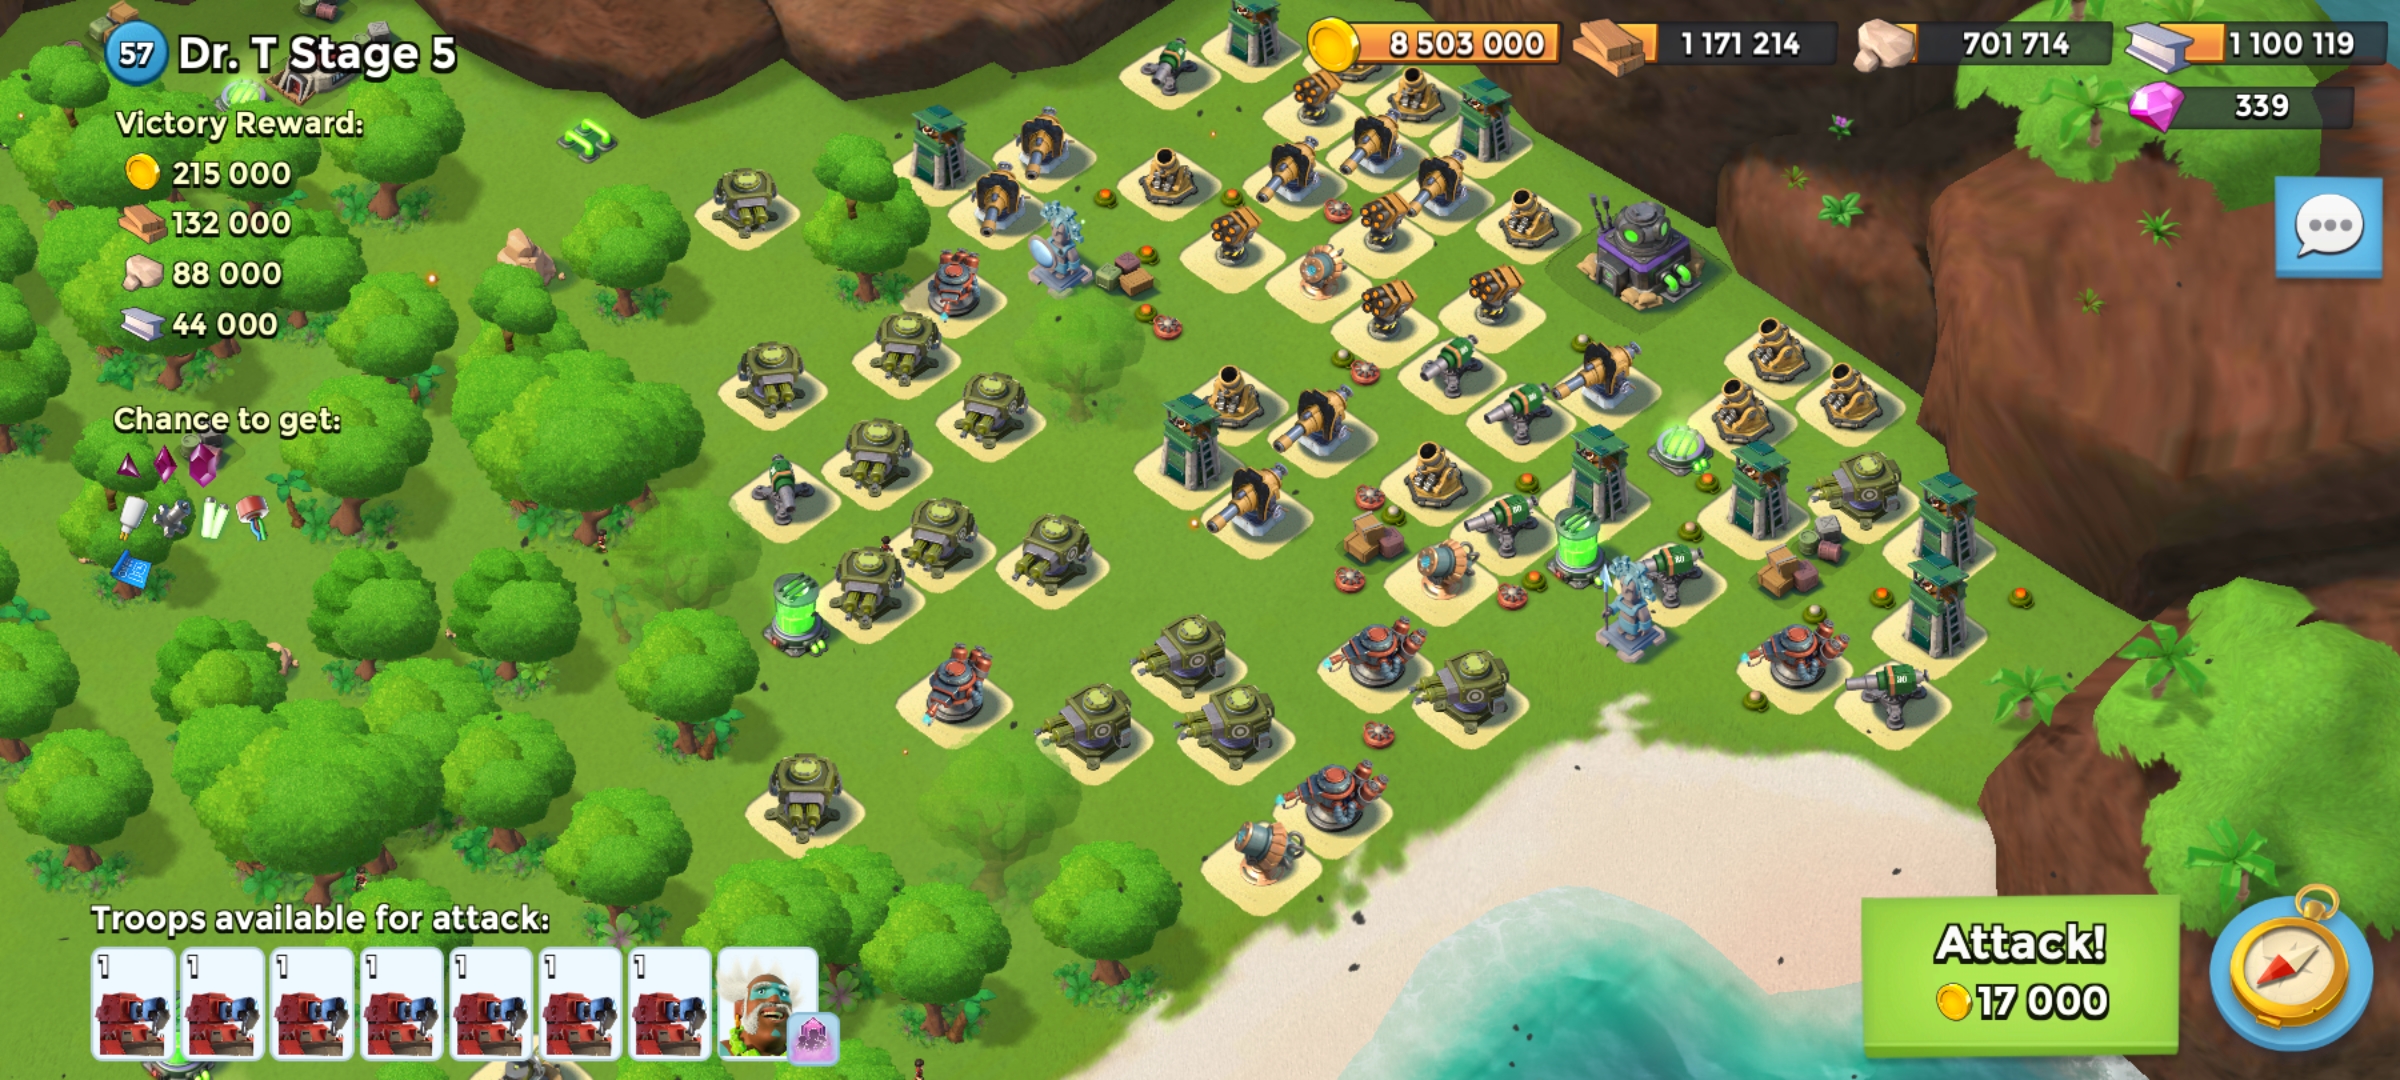 57 Dr. T Stage 5
8 503 000
1 171 214
701 714
1 100 119
339
Victory Reward:
215 000
132 000
88 000
44 000
Chance to get:
Troops available for attack:
1 1 1 1 1 1 1
Attack!
17 000